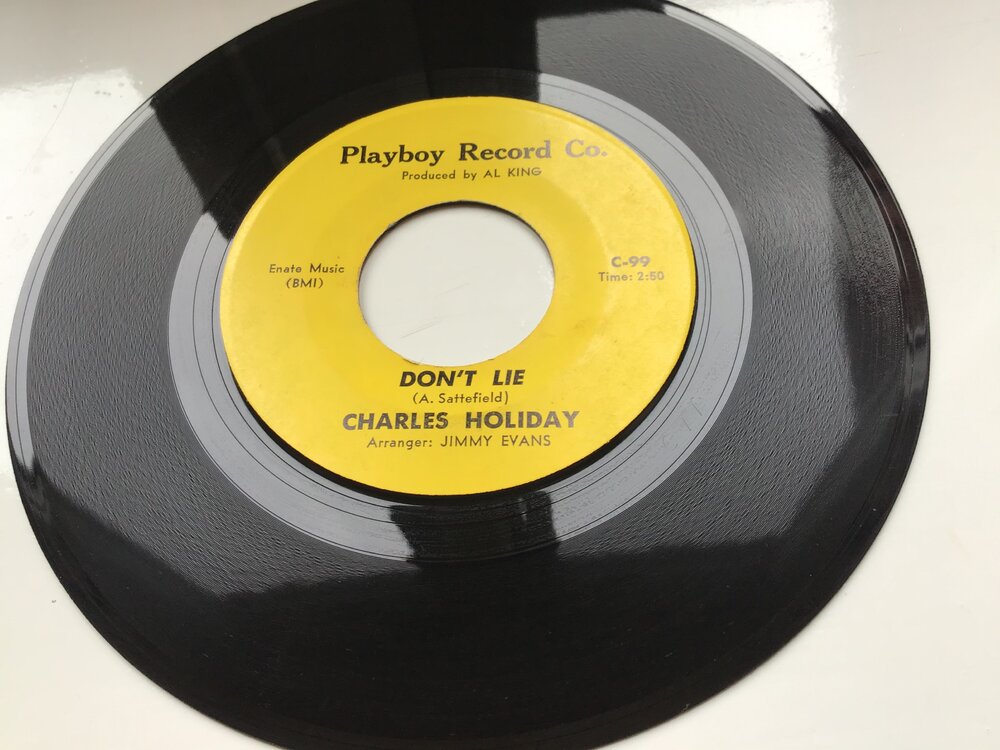 Playboy Record Co.
Produced by AL KING
Enate Music
(BMI)
C-99
Time: 2:50
DON'T LIE
(A. Sattefield)
CHARLES HOLIDAY
Arranger: JIMMY EVANS